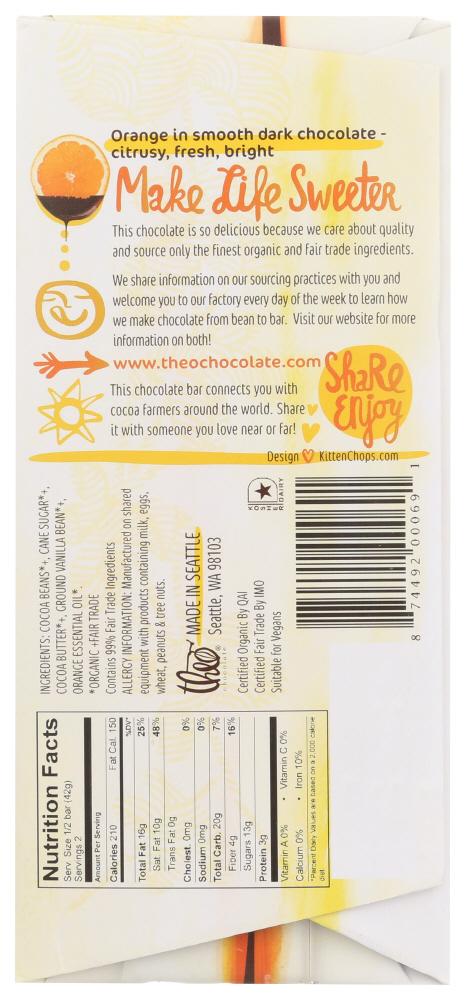 Orange in smooth dark chocolate -
citrusy, fresh, bright
Make Life Sweeter
This chocolate is so delicious because we care about quality
and source only the finest organic and fair trade ingredients.
We share information on our sourcing practices with you and
welcome you to our factory every day of the week to learn how
we make chocolate from bean to bar. Visit our website for more
information on both!
www.theochocolate.com
This chocolate bar connects you with
cocoa farmers around the world. Share
it with someone you love near or far!
ShaRe
Enjoy
Design KittenChops.com
INGREDIENTS: COCOA BEANS*+, CANE SUGAR*+,
COCOA BUTTER*+, GROUND VANILLA BEAN*+,
ORANGE ESSENTIAL OIL*.
*ORGANIC +FAIR TRADE
Contains 99% Fair Trade Ingredients
ALLERGY INFORMATION: Manufactured on shared
equipment with products containing milk, eggs,
wheat, peanuts & tree nuts.
theo®
chocolate
MADE IN SEATTLE
Seattle, WA 98103
Certified Organic By QAI
Certified Fair Trade By IMO
Suitable for Vegans
KOSHER
DAIRY
8 74492 00069 1
Nutrition Facts
Serv. Size 1/2 bar (42g)
Servings 2
Amount Per Serving
Calories 210 Fat Cal. 150
%DV*
Total Fat 16g 25%
Sat. Fat 10g 48%
Trans Fat 0g
Cholest. 0mg 0%
Sodium 0mg 0%
Total Carb. 20g 7%
Fiber 4g 16%
Sugars 13g
Protein 3g
Vitamin A 0% • Vitamin C 0%
Calcium 0% • Iron 10%
*Percent Daily Values are based on a 2,000 calorie
diet.